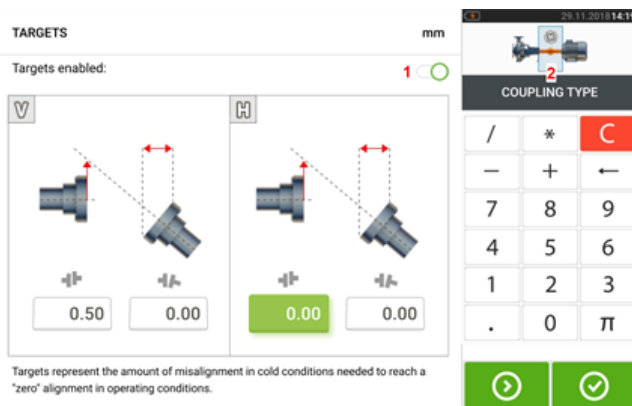 TARGETS
mm
29.11.2018 14:19
Targets enabled:
1
2
COUPLING TYPE
V
H
/ * C
− + ←
7 8 9
4 5 6
1 2 3
. 0 π
0.50 0.00 0.00 0.00
Targets represent the amount of misalignment in cold conditions needed to reach a
"zero" alignment in operating conditions.